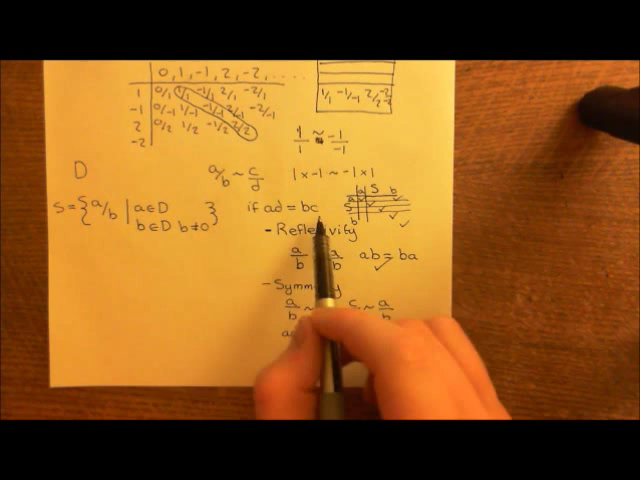 0, 1, -1, 2, -2, ....
1 0/1 1/1 -1/1 2/1 -2/1
-1 0/-1 1/-1 -1/-1 2/-1 -2/-1
2 0/2 1/2 -1/2 2/2
-2
1/1 -1/-1 2/2 -2/-2
1/1 ~ -1/-1
D
a/b ~ c/d
1 x -1 ~ -1 x 1
S = { a/b | a ∈ D
b ∈ D b ≠ 0 }
if ad = bc
S
a b
S a
b
- Reflexivity
a/b a/b ab = ba
- Symm
a/b ~ c ~ a/b